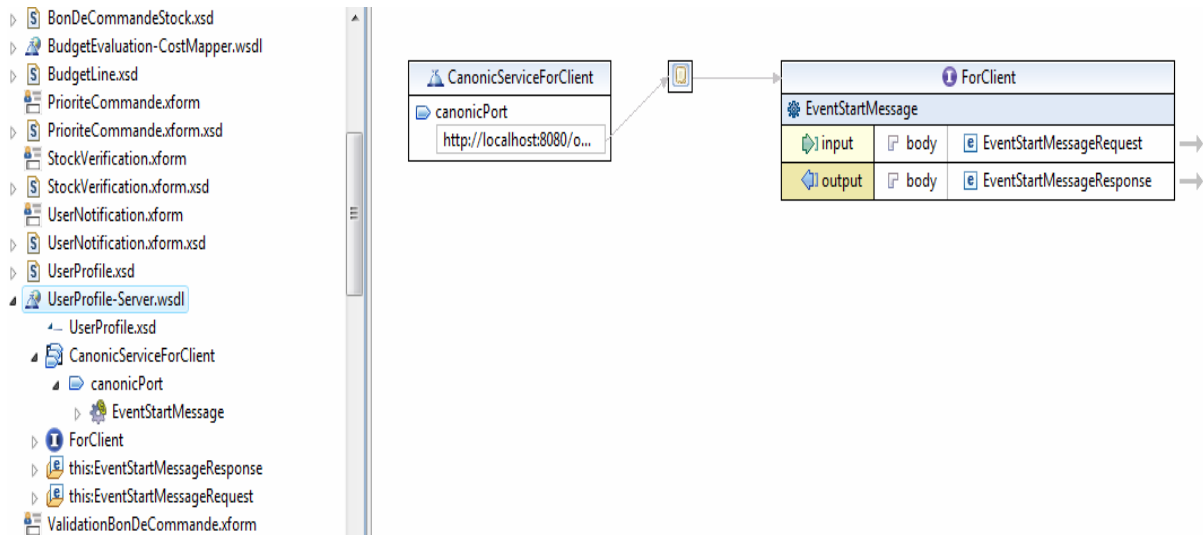 BonDeCommandeStock.xsd
BudgetEvaluation-CostMapper.wsdl
BudgetLine.xsd
PrioriteCommande.xform
PrioriteCommande.xform.xsd
StockVerification.xform
StockVerification.xform.xsd
UserNotification.xform
UserNotification.xform.xsd
UserProfile.xsd
UserProfile-Server.wsdl
UserProfile.xsd
CanonicServiceForClient
canonicPort
EventStartMessage
ForClient
this:EventStartMessageResponse
this:EventStartMessageRequest
ValidationBonDeCommande.xform
CanonicServiceForClient
canonicPort
http://localhost:8080/o...
ForClient
EventStartMessage
input body EventStartMessageRequest
output body EventStartMessageResponse